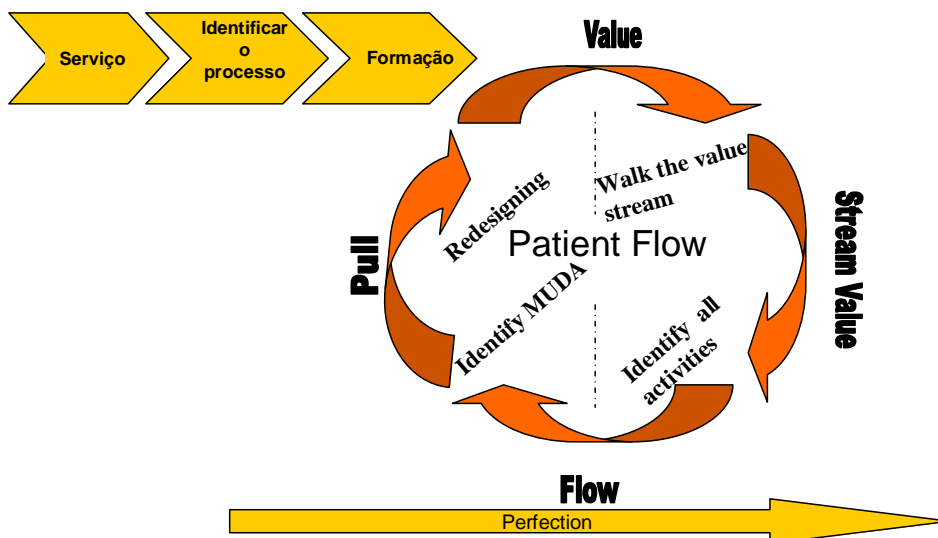 Serviço
Identificar
o
processo
Formação
Value
Walk the value
stream
Redesigning
Patient Flow
Pull
Stream Value
Identify MUDA
Identify all
activities
Flow
Perfection